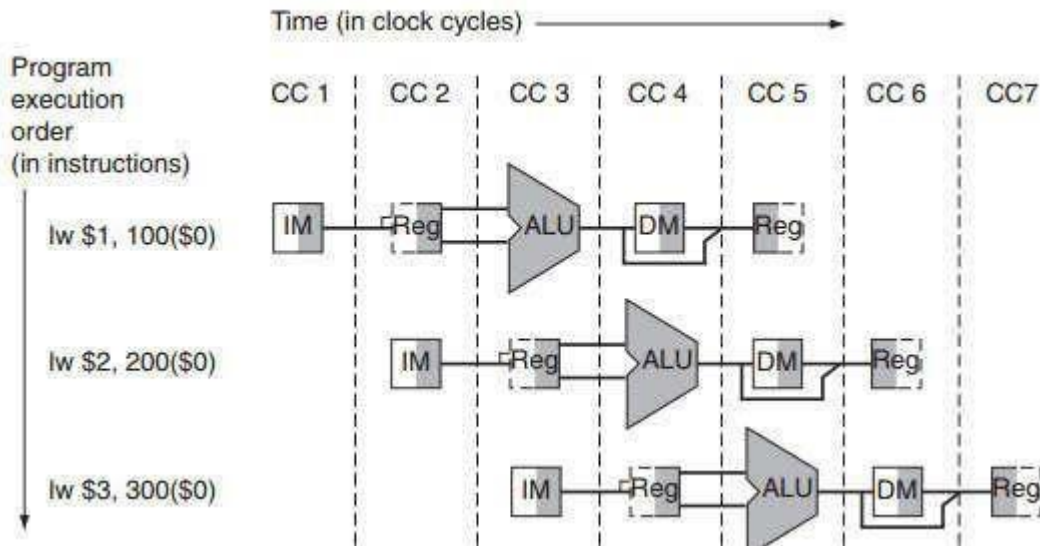 Time (in clock cycles)
Program
execution
order
(in instructions)
CC 1 CC 2 CC 3 CC 4 CC 5 CC 6 CC7
lw $1, 100($0) IM Reg ALU DM Reg
lw $2, 200($0) IM Reg ALU DM Reg
lw $3, 300($0) IM Reg ALU DM Reg